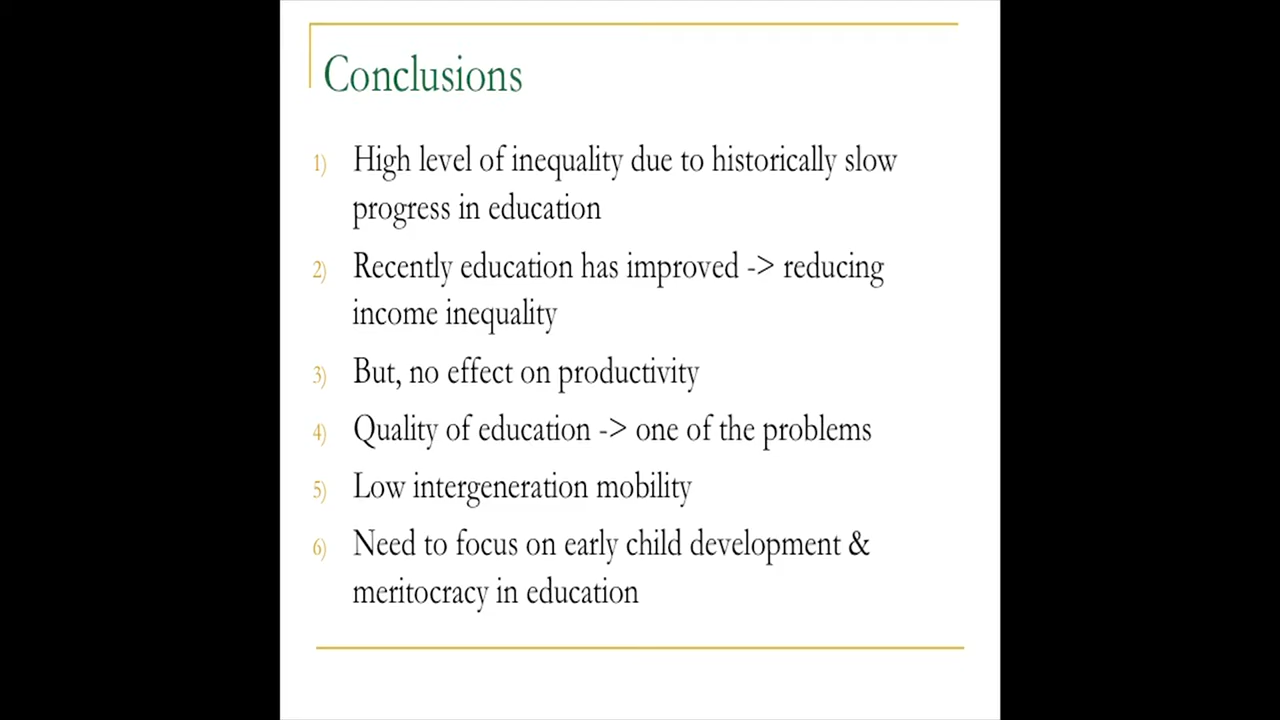 Conclusions
1) High level of inequality due to historically slow
progress in education
2) Recently education has improved -> reducing
income inequality
3) But, no effect on productivity
4) Quality of education -> one of the problems
5) Low intergeneration mobility
6) Need to focus on early child development &
meritocracy in education